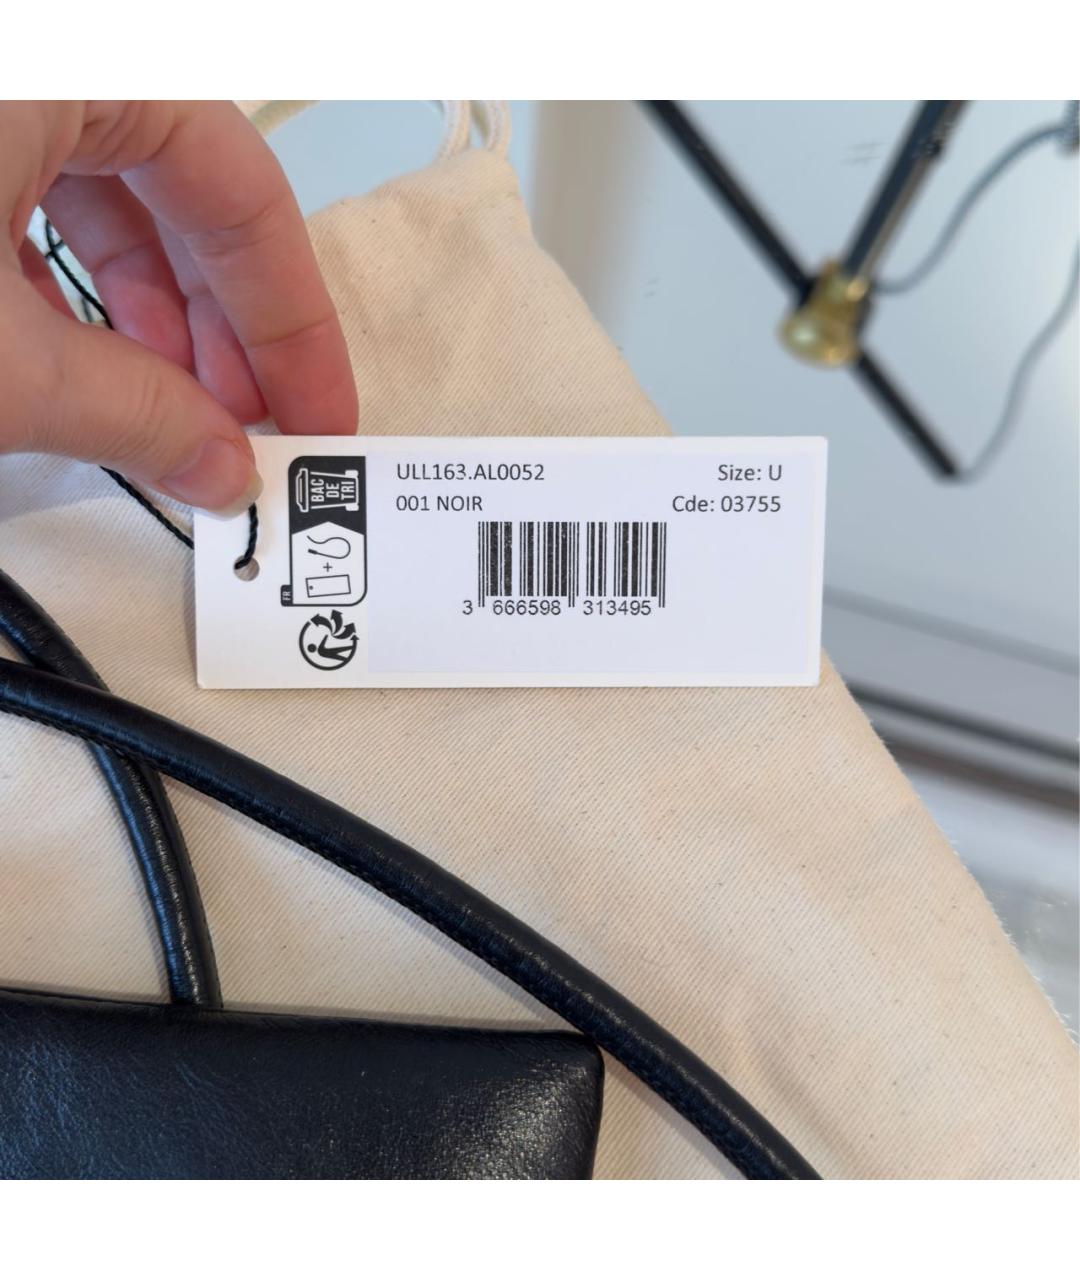 ULL163.AL0052 Size: U
001 NOIR Cde: 03755
3 666598 313495
BAC
DE
TRI
+
FR